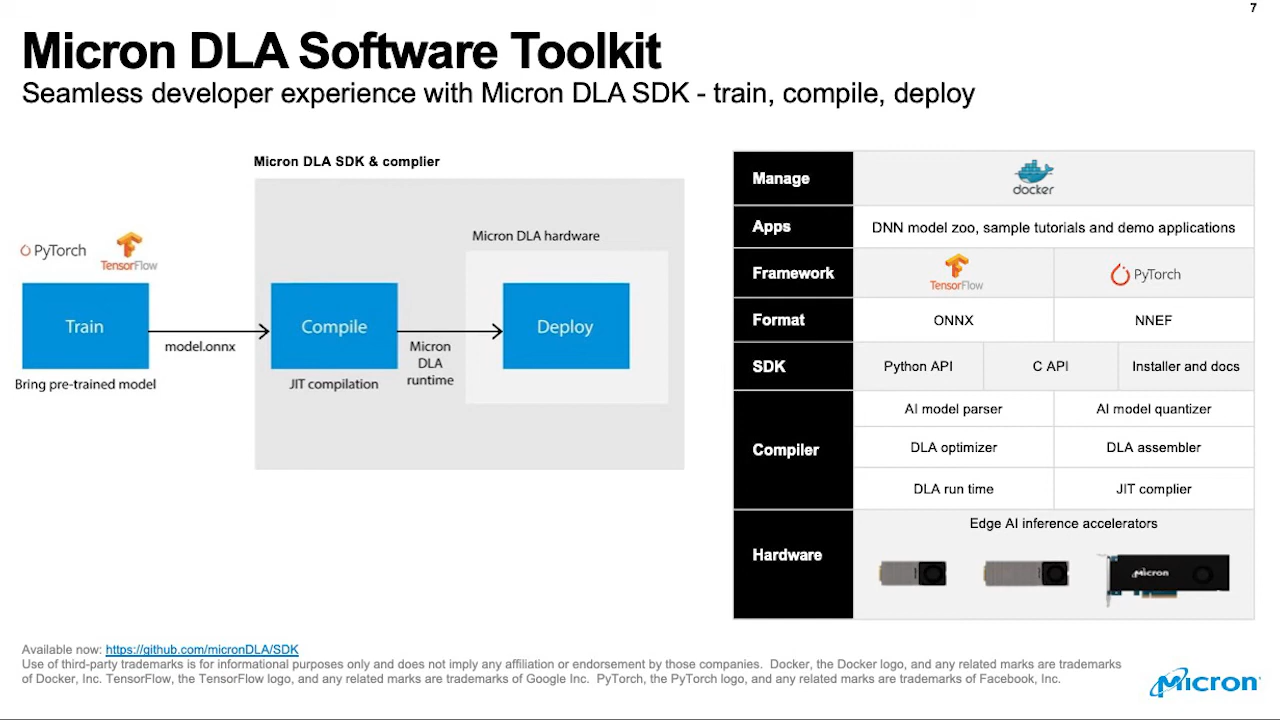 7
Micron DLA Software Toolkit
Seamless developer experience with Micron DLA SDK - train, compile, deploy
Micron DLA SDK & complier
Micron DLA hardware
PyTorch
TensorFlow
Train
model.onnx
Bring pre-trained model
Compile
JIT compilation
Micron
DLA
runtime
Deploy
Manage
docker
Apps
DNN model zoo, sample tutorials and demo applications
Framework
TensorFlow
PyTorch
Format
ONNX
NNEF
SDK
Python API
C API
Installer and docs
Compiler
AI model parser
AI model quantizer
DLA optimizer
DLA assembler
DLA run time
JIT complier
Hardware
Edge AI inference accelerators
Micron
Available now: https://github.com/micronDLA/SDK
Use of third-party trademarks is for informational purposes only and does not imply any affiliation or endorsement by those companies.  Docker, the Docker logo, and any related marks are trademarks
of Docker, Inc. TensorFlow, the TensorFlow logo, and any related marks are trademarks of Google Inc.  PyTorch, the PyTorch logo, and any related marks are trademarks of Facebook, Inc.
Micron